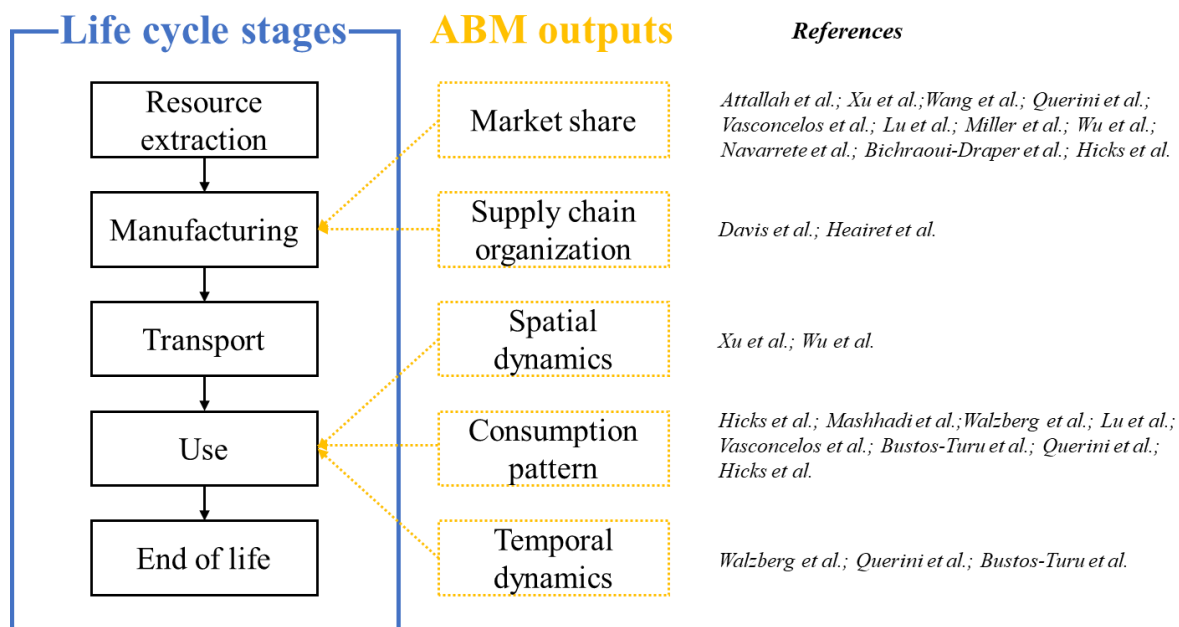 Life cycle stages
ABM outputs
References
Resource
extraction
Market share
Attallah et al.; Xu et al.;Wang et al.; Querini et al.;
Vasconcelos et al.; Lu et al.; Miller et al.; Wu et al.;
Navarrete et al.; Bichraoui-Draper et al.; Hicks et al.
Manufacturing
Supply chain
organization
Davis et al.; Heairet et al.
Transport
Spatial
dynamics
Xu et al.; Wu et al.
Use
Consumption
pattern
Hicks et al.; Mashhadi et al.;Walzberg et al.; Lu et al.;
Vasconcelos et al.; Bustos-Turu et al.; Querini et al.;
Hicks et al.
End of life
Temporal
dynamics
Walzberg et al.; Querini et al.; Bustos-Turu et al.